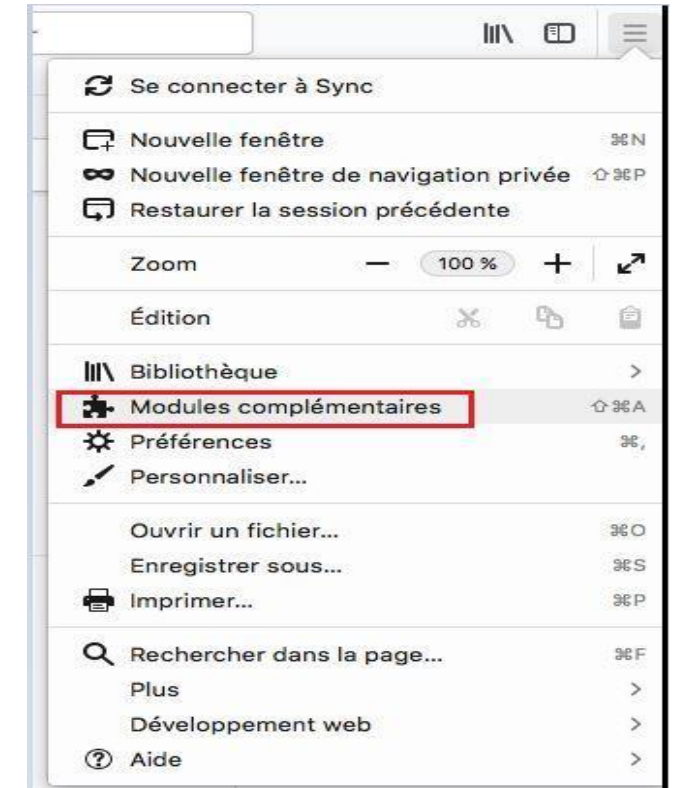 Se connecter à Sync
Nouvelle fenêtre ⌘N
Nouvelle fenêtre de navigation privée ⇧⌘P
Restaurer la session précédente
Zoom — 100 % + 
Édition
Bibliothèque >
Modules complémentaires ⇧⌘A
Préférences ⌘,
Personnaliser...
Ouvrir un fichier... ⌘O
Enregistrer sous... ⌘S
Imprimer... ⌘P
Rechercher dans la page... ⌘F
Plus >
Développement web >
Aide >